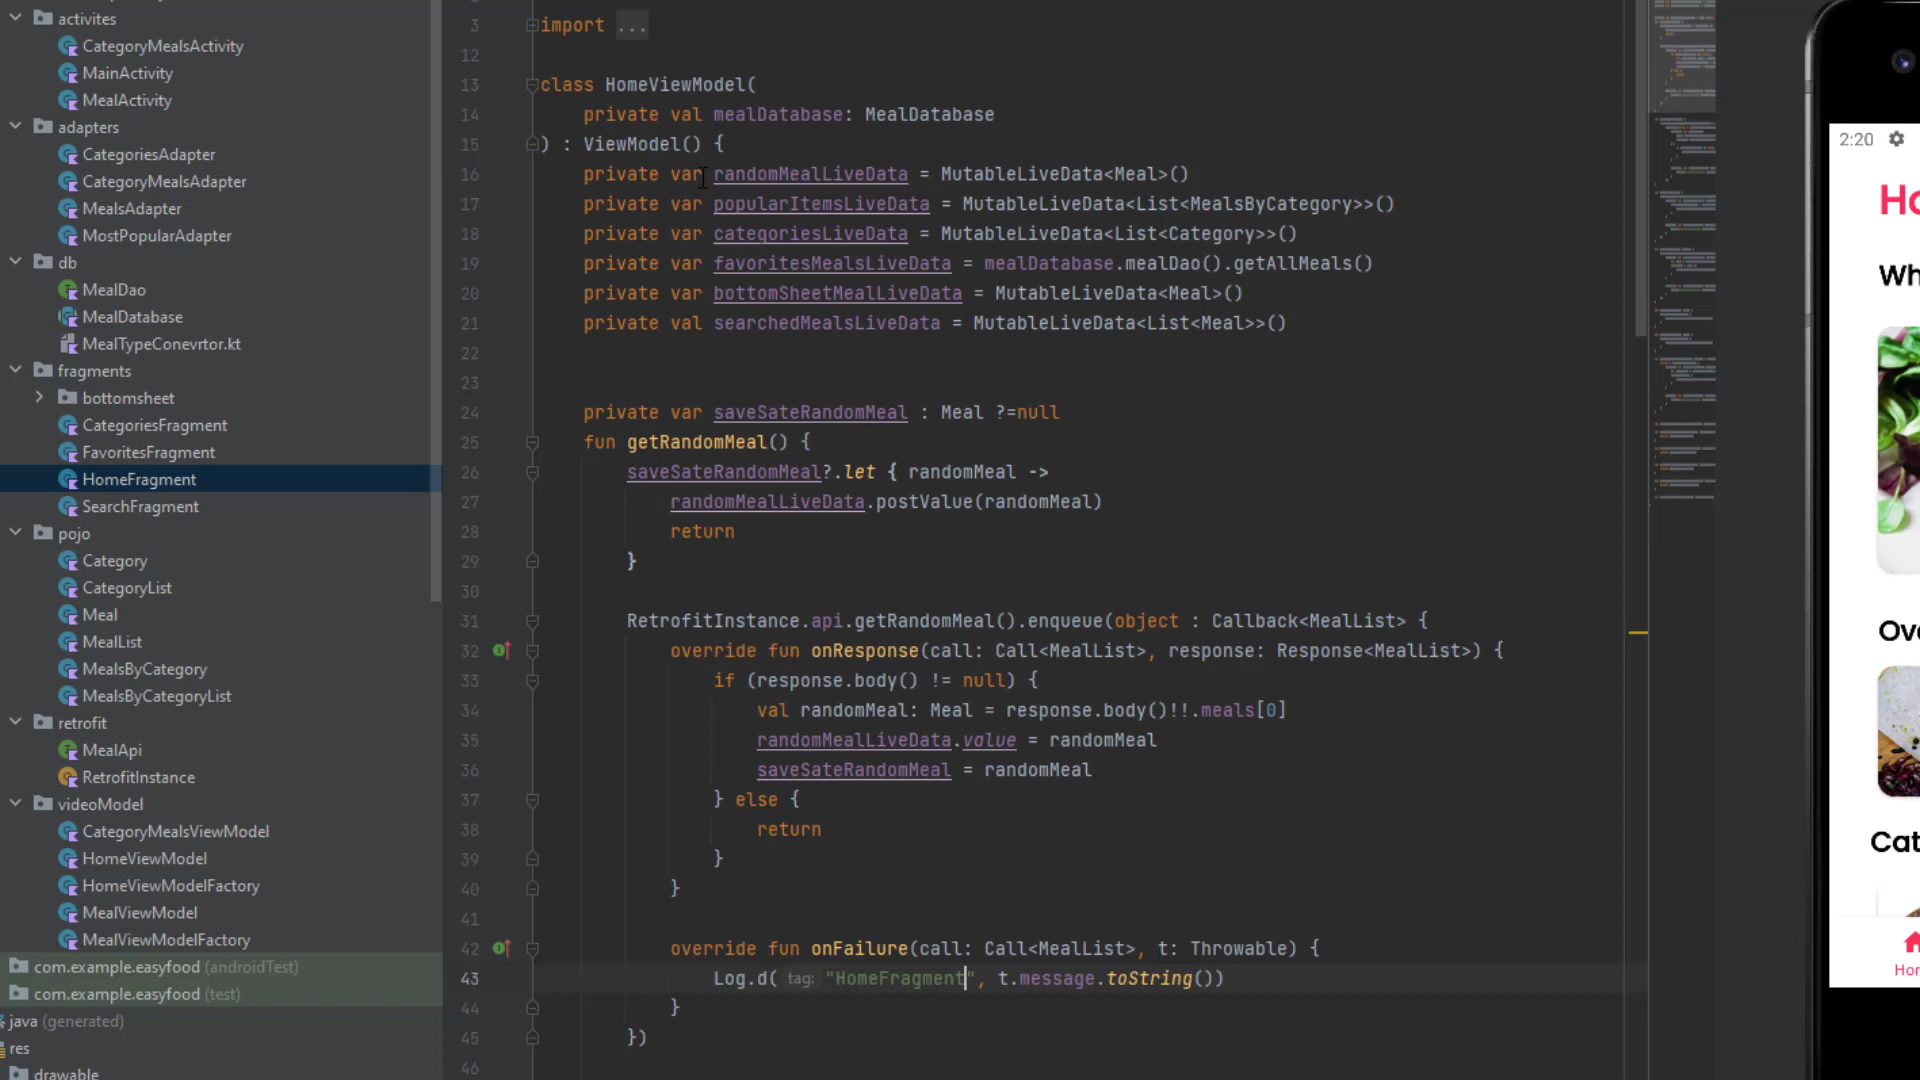 activites
CategoryMealsActivity
MainActivity
MealActivity
adapters
CategoriesAdapter
CategoryMealsAdapter
MealsAdapter
MostPopularAdapter
db
MealDao
MealDatabase
MealTypeConevrtor.kt
fragments
bottomsheet
CategoriesFragment
FavoritesFragment
HomeFragment
SearchFragment
pojo
Category
CategoryList
Meal
MealList
MealsByCategory
MealsByCategoryList
retrofit
MealApi
RetrofitInstance
videoModel
CategoryMealsViewModel
HomeViewModel
HomeViewModelFactory
MealViewModel
MealViewModelFactory
com.example.easyfood (androidTest)
com.example.easyfood (test)
java (generated)
res
drawable
3 import ...
12
13 class HomeViewModel(
14 private val mealDatabase: MealDatabase
15 ) : ViewModel() {
16 private var randomMealLiveData = MutableLiveData<Meal>()
17 private var popularItemsLiveData = MutableLiveData<List<MealsByCategory>>()
18 private var categoriesLiveData = MutableLiveData<List<Category>>()
19 private var favoritesMealsLiveData = mealDatabase.mealDao().getAllMeals()
20 private var bottomSheetMealLiveData = MutableLiveData<Meal>()
21 private val searchedMealsLiveData = MutableLiveData<List<Meal>>()
22
23
24 private var saveSateRandomMeal : Meal ?=null
25 fun getRandomMeal() {
26 saveSateRandomMeal?.let { randomMeal ->
27 randomMealLiveData.postValue(randomMeal)
28 return
29 }
30
31 RetrofitInstance.api.getRandomMeal().enqueue(object : Callback<MealList> {
32 override fun onResponse(call: Call<MealList>, response: Response<MealList>) {
33 if (response.body() != null) {
34 val randomMeal: Meal = response.body()!!.meals[0]
35 randomMealLiveData.value = randomMeal
36 saveSateRandomMeal = randomMeal
37 } else {
38 return
39 }
40 }
41
42 override fun onFailure(call: Call<MealList>, t: Throwable) {
43 Log.d( tag: "HomeFragment", t.message.toString())
44 }
45 })
46
2:20
Ho
Wh
Ove
Cat
Hor